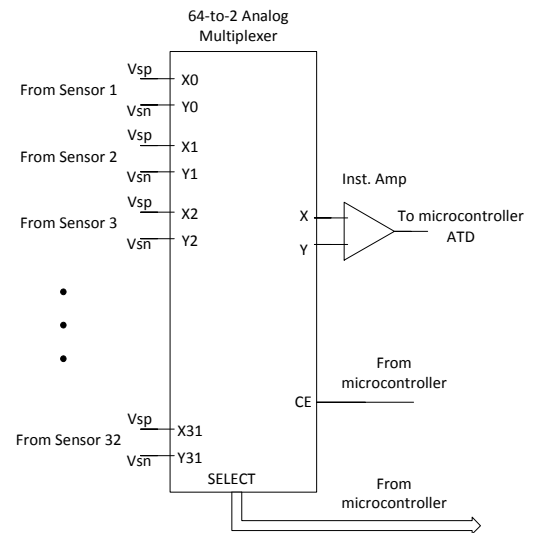 64-to-2 Analog
Multiplexer
Vsp
X0
From Sensor 1
Vsn
Y0
Vsp
X1
From Sensor 2
Vsn
Y1
Vsp
X2
From Sensor 3
Vsn
Y2
Inst. Amp
X
Y
To microcontroller
ATD
From
microcontroller
CE
Vsp
X31
From Sensor 32
Vsn
Y31
SELECT
From
microcontroller